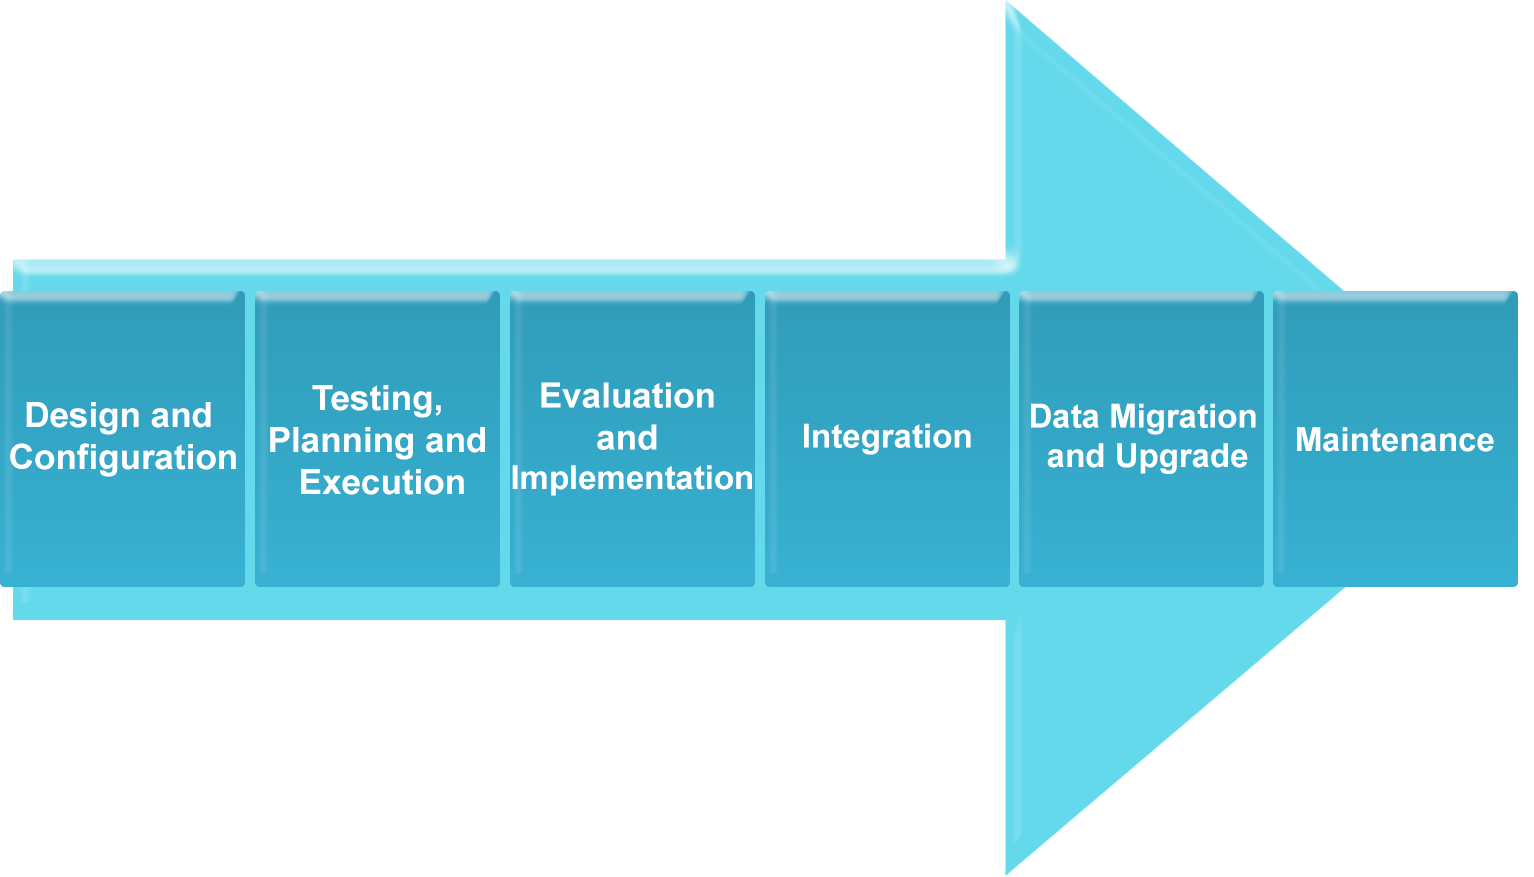 Design and
Configuration
Testing,
Planning and
Execution
Evaluation
and
Implementation
Integration
Data Migration
and Upgrade
Maintenance